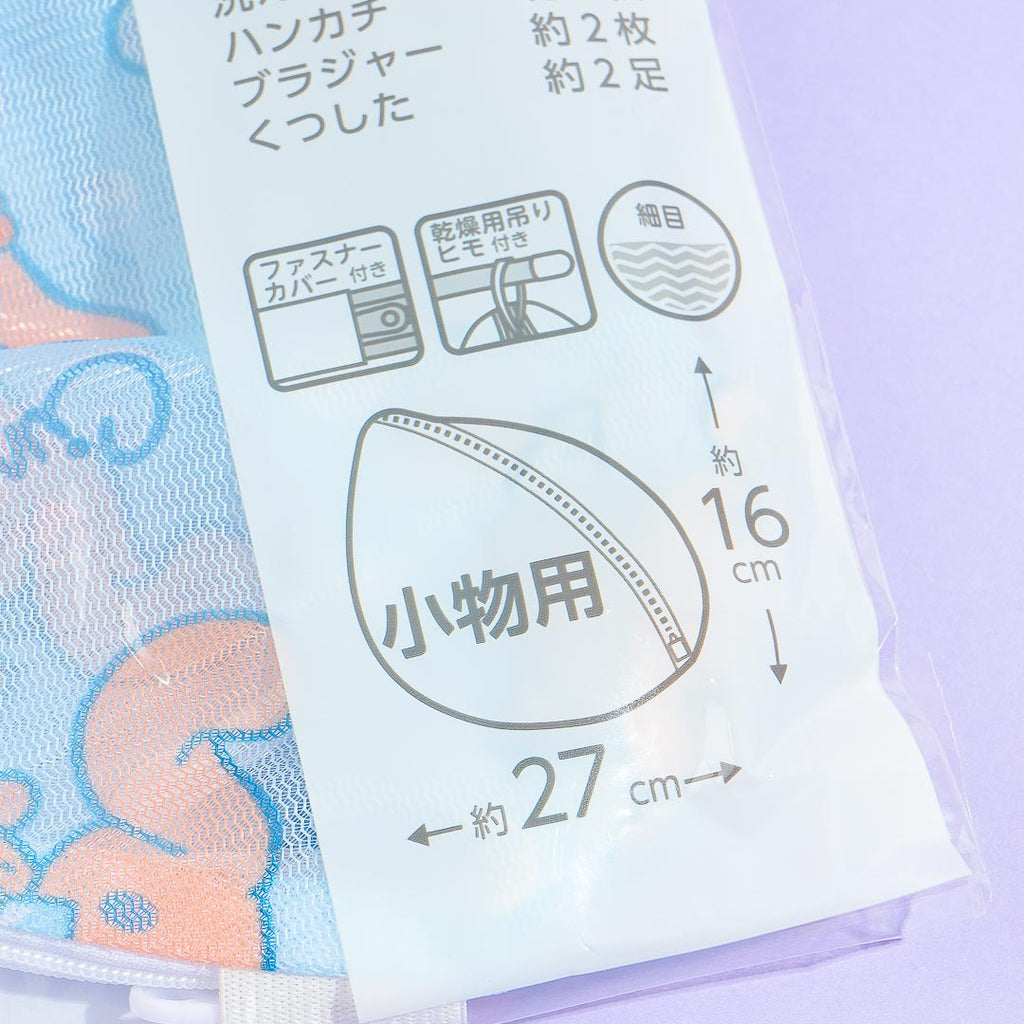 ハンカチ
約2枚
ブラジャー
約2足
くつした
ファスナー
カバー 付き
乾燥用吊り
ヒモ 付き
細目
約
16
cm
小物用
約 27 cm